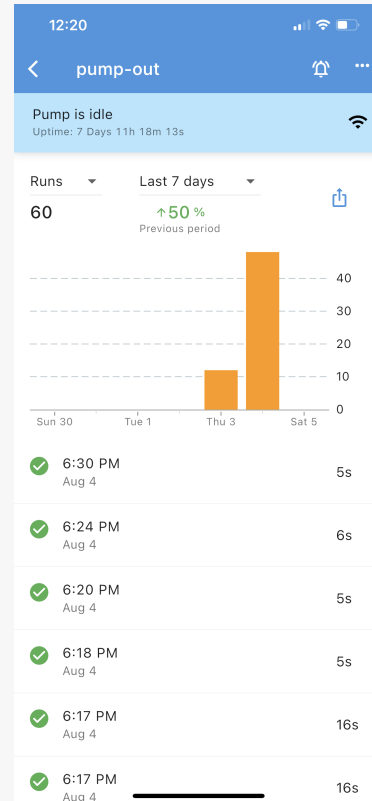 12:20
pump-out
Pump is idle
Uptime: 7 Days 11h 18m 13s
Runs
Last 7 days
60
↑50 %
Previous period
40
30
20
10
0
Sun 30
Tue 1
Thu 3
Sat 5
6:30 PM
Aug 4
5s
6:24 PM
Aug 4
6s
6:20 PM
Aug 4
5s
6:18 PM
Aug 4
5s
6:17 PM
Aug 4
16s
6:17 PM
Aug 4
16s